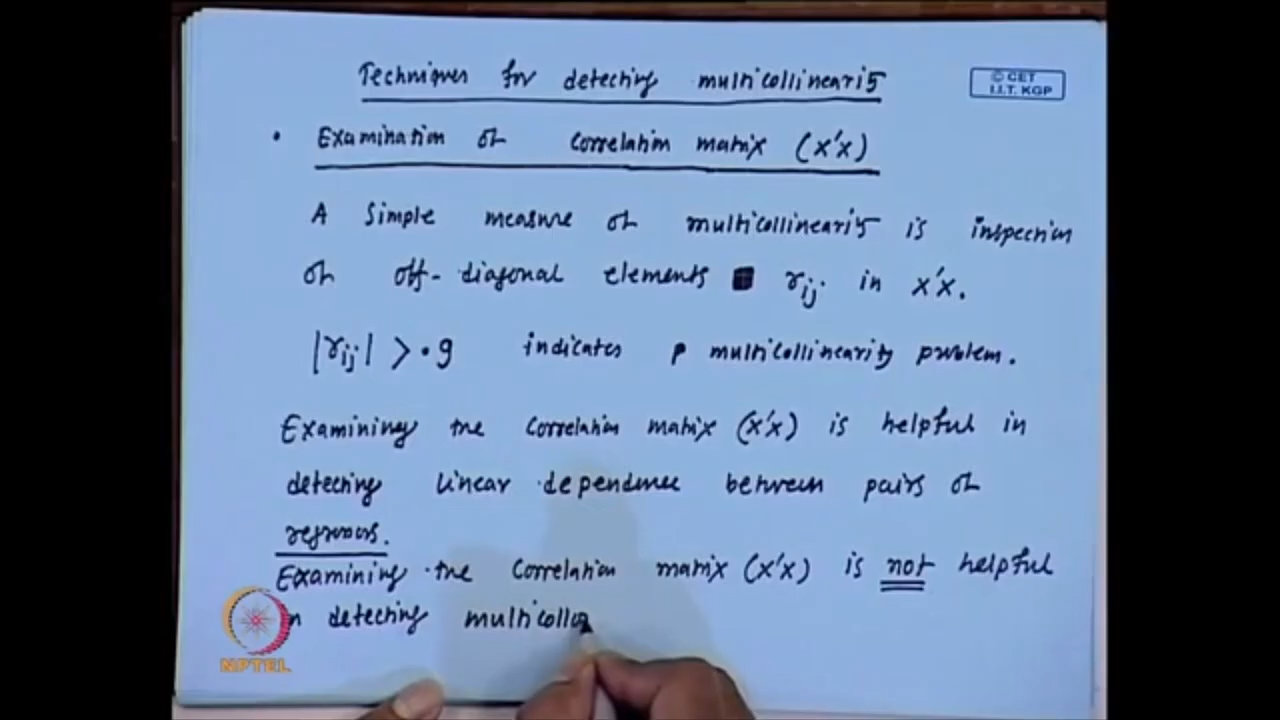 Techniques for detecting multicollinearity
© CET
I.I.T. KGP
• Examination of correlation matrix (x'x)
A simple measure of multicollinearity is inspection
of off-diagonal elements rij in x'x.
|rij| > .9 indicates multicollinearity problem.
Examining the correlation matrix (x'x) is helpful in
detecting linear dependence between pairs of
regressors.
Examining the correlation matrix (x'x) is not helpful
in detecting multicolli
NPTEL